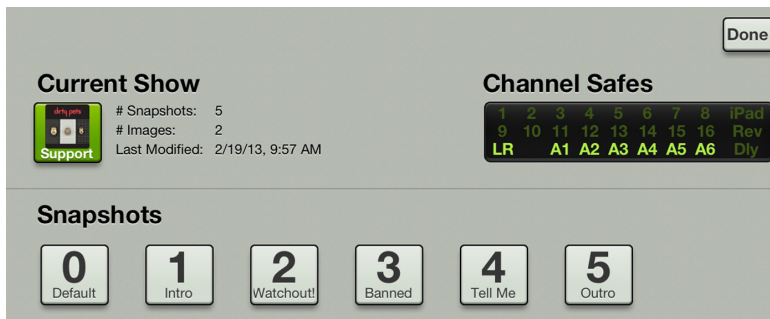 Done
Current Show
Channel Safes
dirty pets
Support
# Snapshots: 5
# Images: 2
Last Modified: 2/19/13, 9:57 AM
1 2 3 4 5 6 7 8 iPad
9 10 11 12 13 14 15 16 Rev
LR A1 A2 A3 A4 A5 A6 Dly
Snapshots
0 1 2 3 4 5
Default Intro Watchout! Banned Tell Me Outro